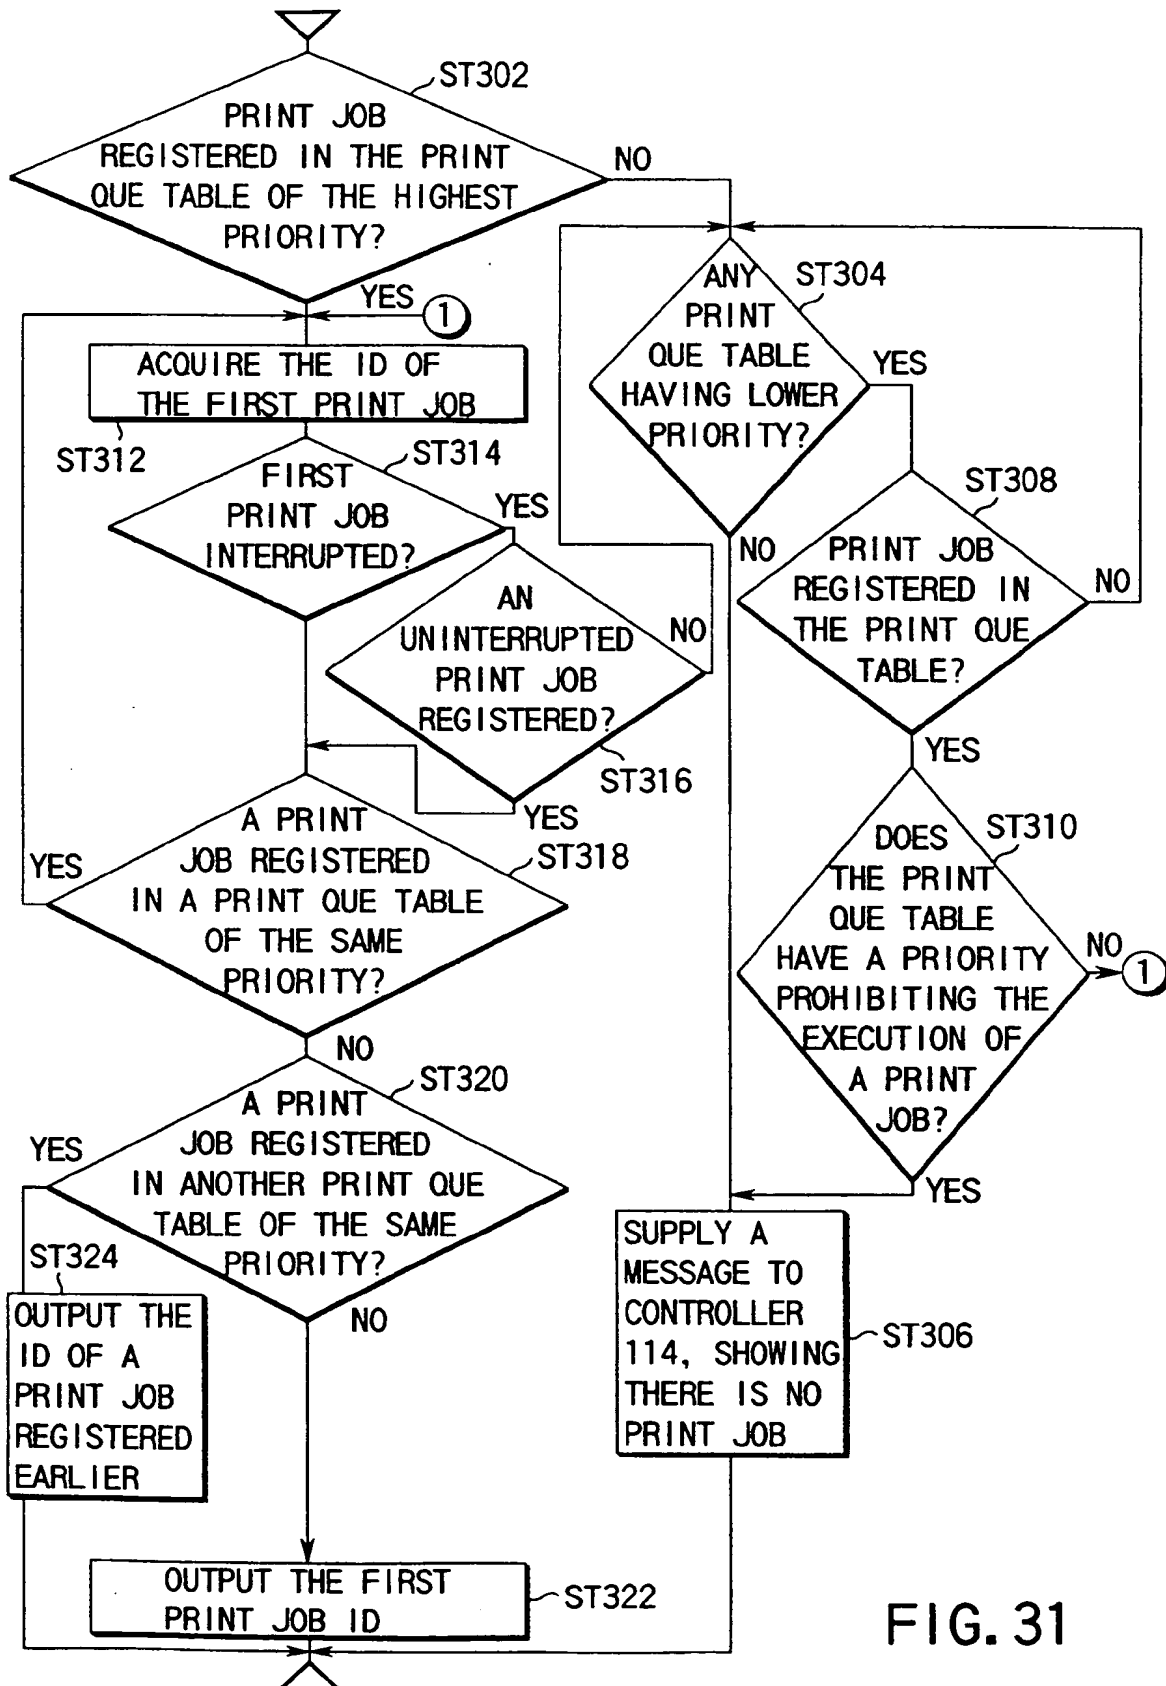 ST302
PRINT JOB
REGISTERED IN THE PRINT
QUE TABLE OF THE HIGHEST
PRIORITY?
NO
YES
1
ACQUIRE THE ID OF
THE FIRST PRINT JOB
ST312
ST314
FIRST
PRINT JOB
INTERRUPTED?
YES
AN
UNINTERRUPTED
PRINT JOB
REGISTERED?
NO
ST316
YES
A PRINT
JOB REGISTERED
IN A PRINT QUE TABLE
OF THE SAME
PRIORITY?
YES
ST318
NO
ST320
A PRINT
JOB REGISTERED
IN ANOTHER PRINT QUE
TABLE OF THE SAME
PRIORITY?
YES
NO
ST324
OUTPUT THE
ID OF A
PRINT JOB
REGISTERED
EARLIER
OUTPUT THE FIRST
PRINT JOB ID
ST322
ST304
ANY
PRINT
QUE TABLE
HAVING LOWER
PRIORITY?
YES
NO
ST308
PRINT JOB
REGISTERED IN
THE PRINT QUE
TABLE?
NO
YES
ST310
DOES
THE PRINT
QUE TABLE
HAVE A PRIORITY
PROHIBITING THE
EXECUTION OF
A PRINT
JOB?
NO
1
YES
SUPPLY A
MESSAGE TO
CONTROLLER
114, SHOWING
THERE IS NO
PRINT JOB
ST306
FIG. 31